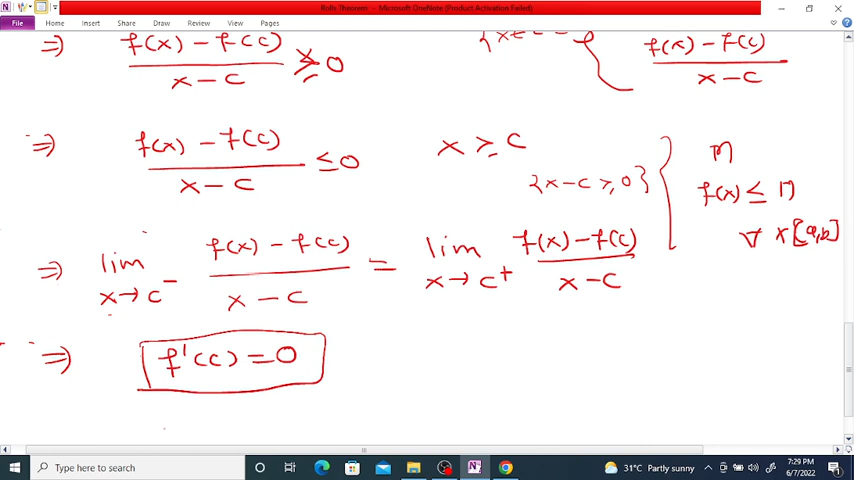 Rolls Theorem - Microsoft OneNote (Product Activation Failed)
File Home Insert Share Draw Review View Pages
⇒ f(x) - f(c) / x - c ≥ 0
f(x) - f(c) / x - c
⇒ f(x) - f(c) / x - c ≤ 0 x ≥ c
{x-c ≥ 0}
M
f(x) ≤ M
∀ x [a,b]
⇒ lim x→c⁻ f(x) - f(c) / x - c = lim x→c⁺ f(x) - f(c) / x - c
⇒ f'(c) = 0
Type here to search
31°C Partly sunny
7:29 PM
6/7/2022